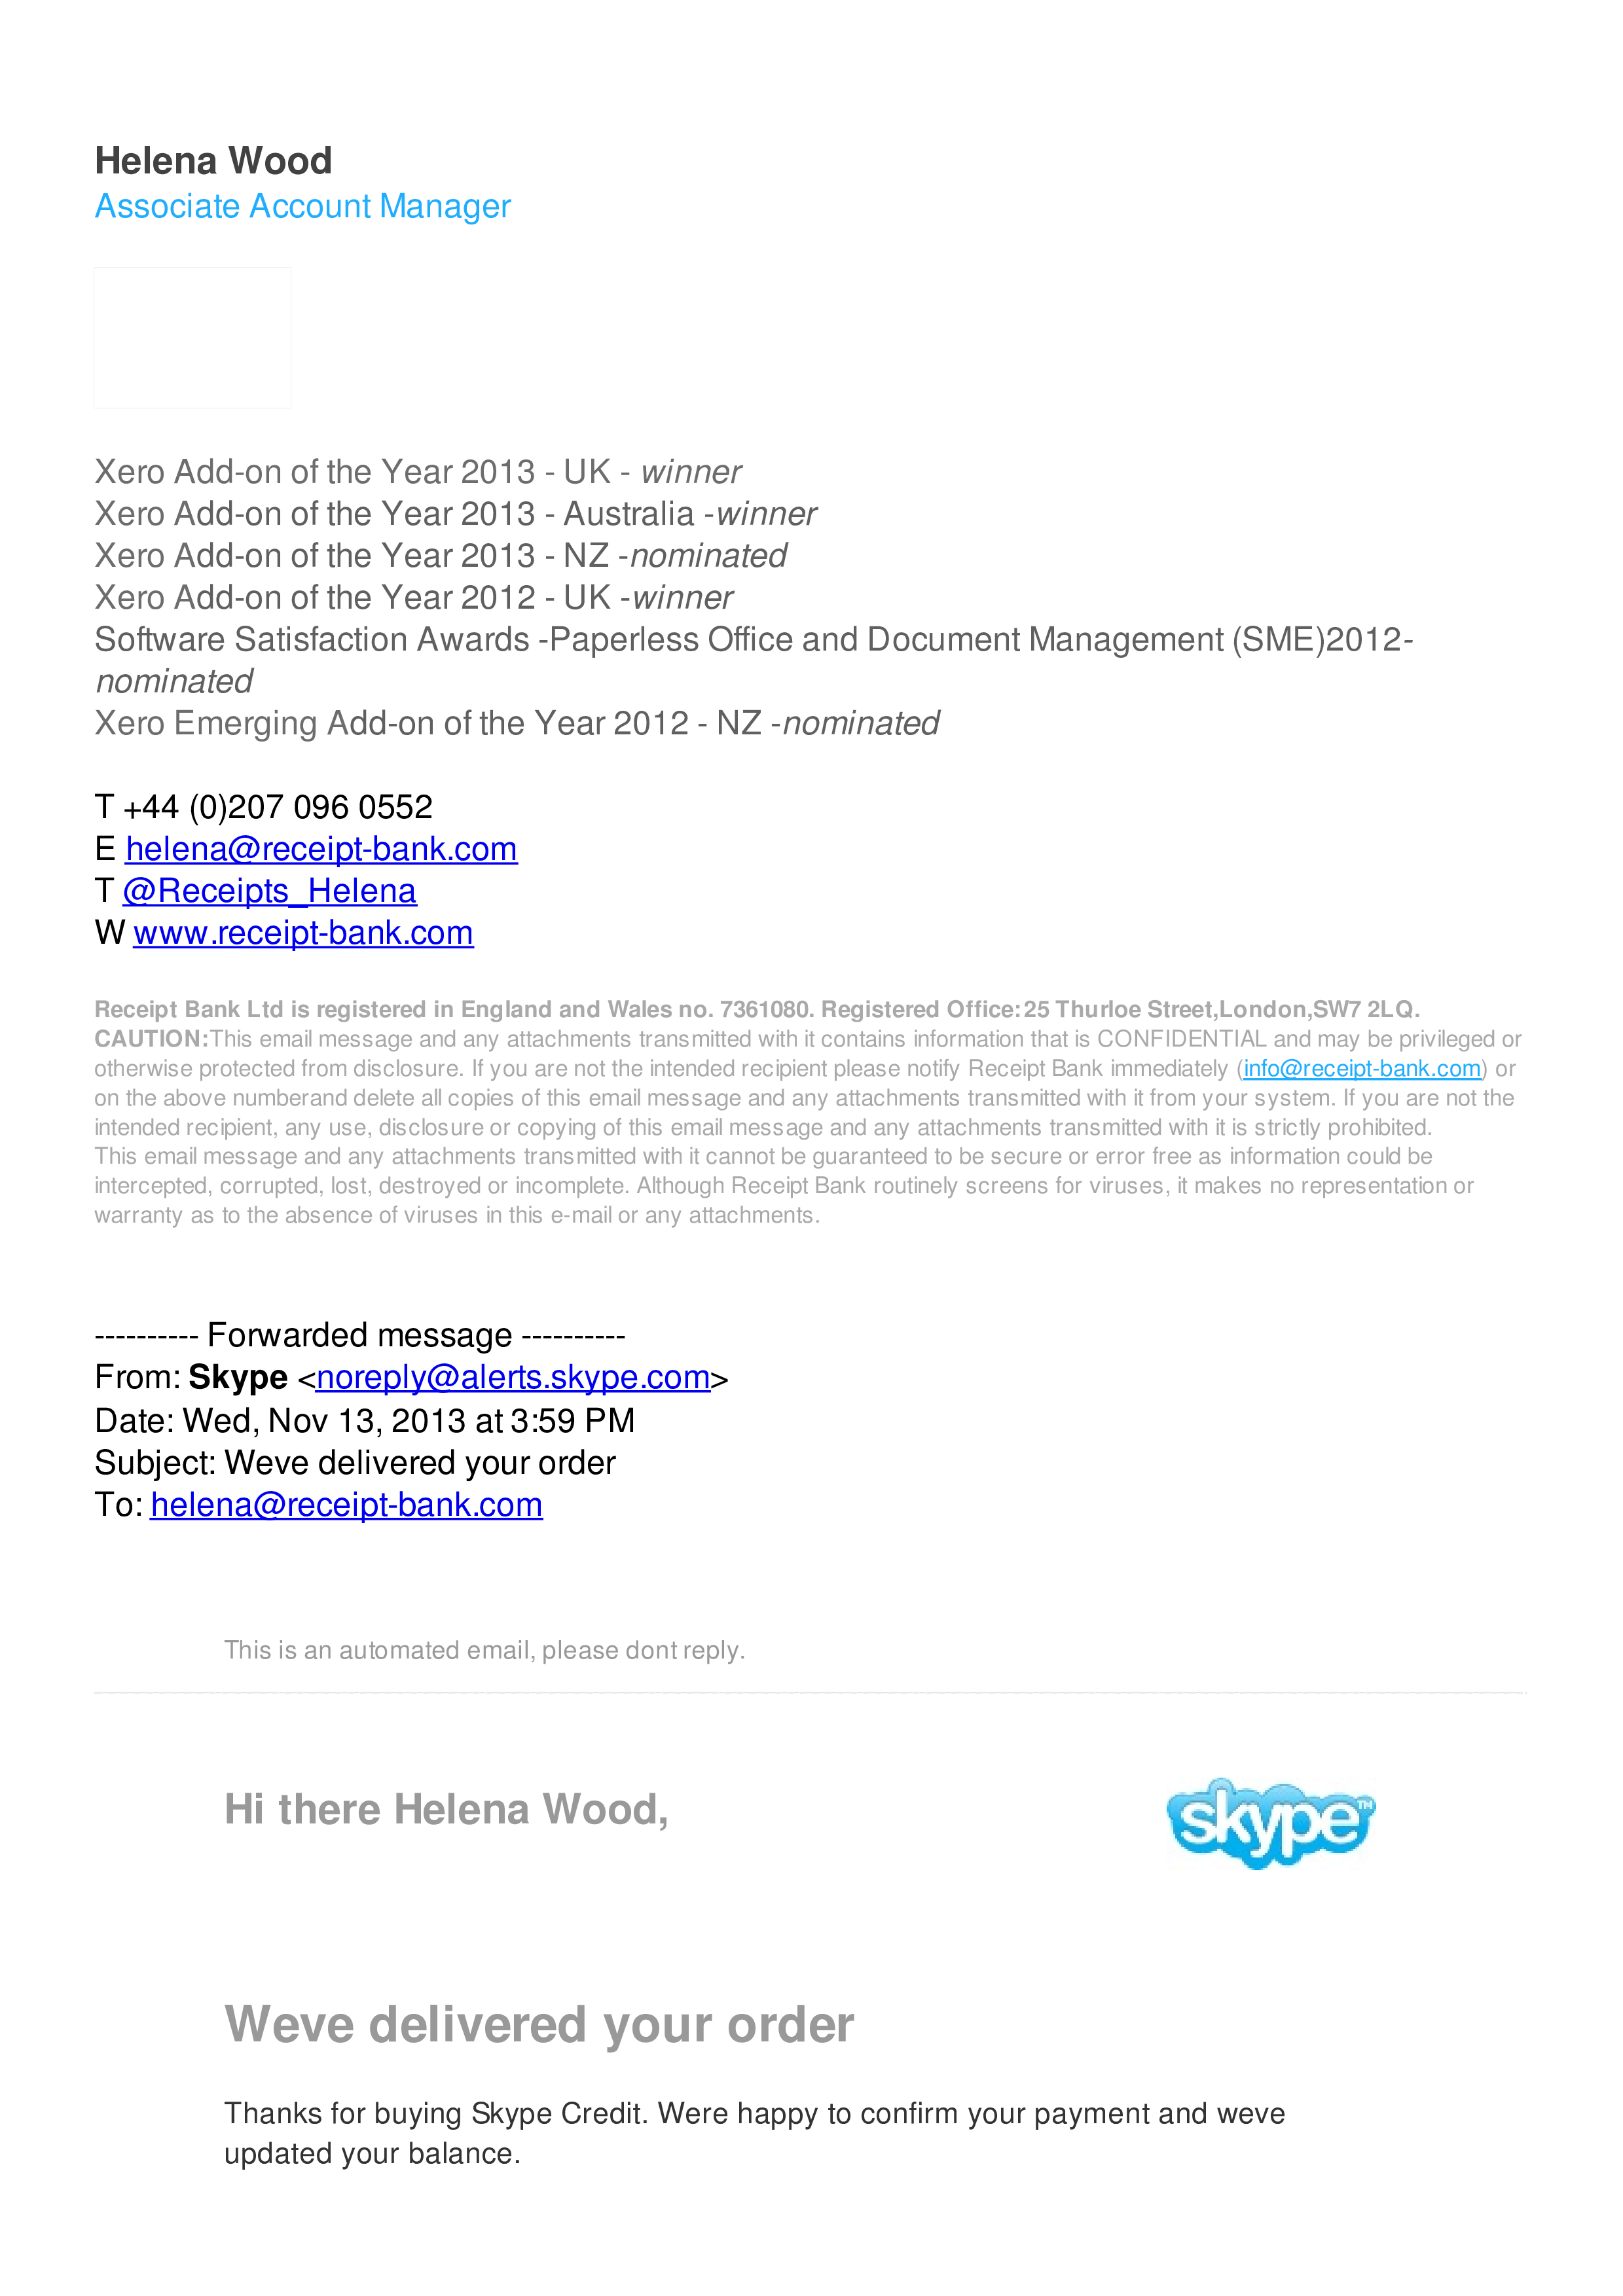 Helena Wood
Associate Account Manager
Xero Add-on of the Year 2013 - UK - winner
Xero Add-on of the Year 2013 - Australia -winner
Xero Add-on of the Year 2013 - NZ -nominated
Xero Add-on of the Year 2012 - UK -winner
Software Satisfaction Awards -Paperless Office and Document Management (SME)2012-
nominated
Xero Emerging Add-on of the Year 2012 - NZ -nominated
T +44 (0)207 096 0552
E helena@receipt-bank.com
T @Receipts_Helena
W www.receipt-bank.com
Receipt Bank Ltd is registered in England and Wales no. 7361080. Registered Office:25 Thurloe Street,London,SW7 2LQ.
CAUTION:This email message and any attachments transmitted with it contains information that is CONFIDENTIAL and may be privileged or
otherwise protected from disclosure. If you are not the intended recipient please notify Receipt Bank immediately (info@receipt-bank.com) or
on the above numberand delete all copies of this email message and any attachments transmitted with it from your system. If you are not the
intended recipient, any use, disclosure or copying of this email message and any attachments transmitted with it is strictly prohibited.
This email message and any attachments transmitted with it cannot be guaranteed to be secure or error free as information could be
intercepted, corrupted, lost, destroyed or incomplete. Although Receipt Bank routinely screens for viruses, it makes no representation or
warranty as to the absence of viruses in this e-mail or any attachments.
---------- Forwarded message ----------
From: Skype <noreply@alerts.skype.com>
Date: Wed, Nov 13, 2013 at 3:59 PM
Subject: Weve delivered your order
To: helena@receipt-bank.com
This is an automated email, please dont reply.
Hi there Helena Wood,
skype™
Weve delivered your order
Thanks for buying Skype Credit. Were happy to confirm your payment and weve
updated your balance.